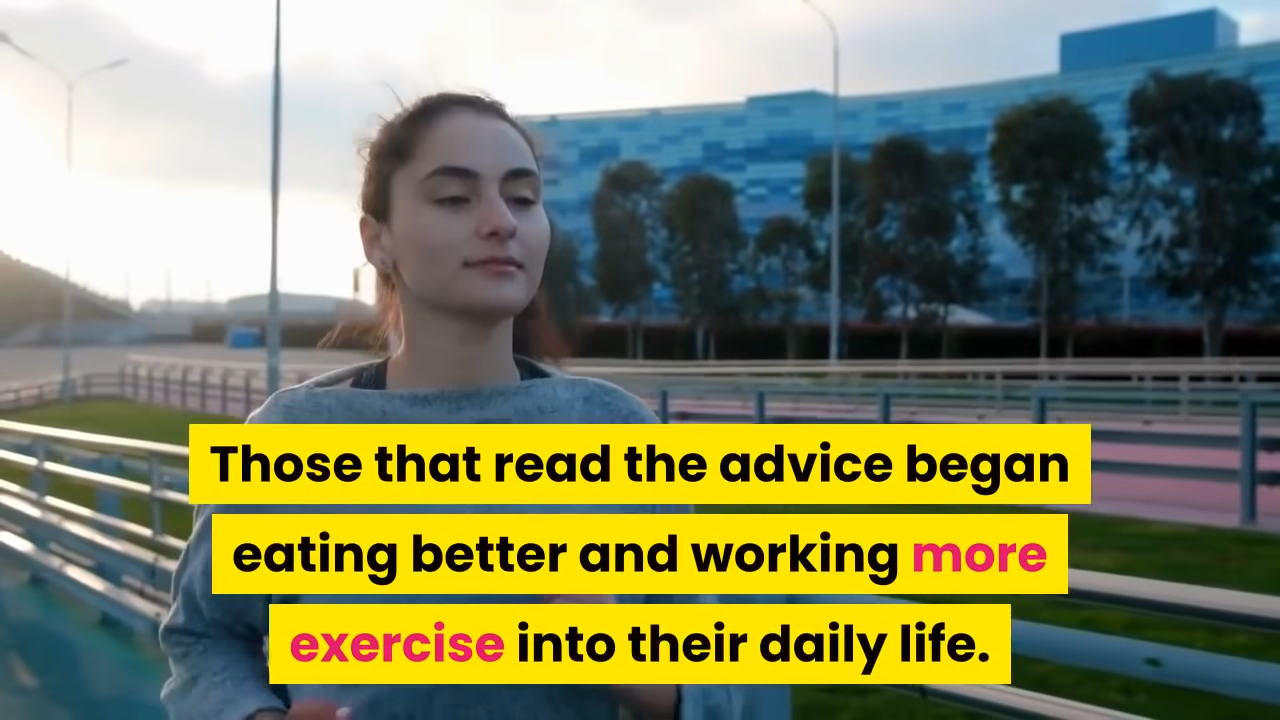 Those that read the advice began
eating better and working more
exercise into their daily life.